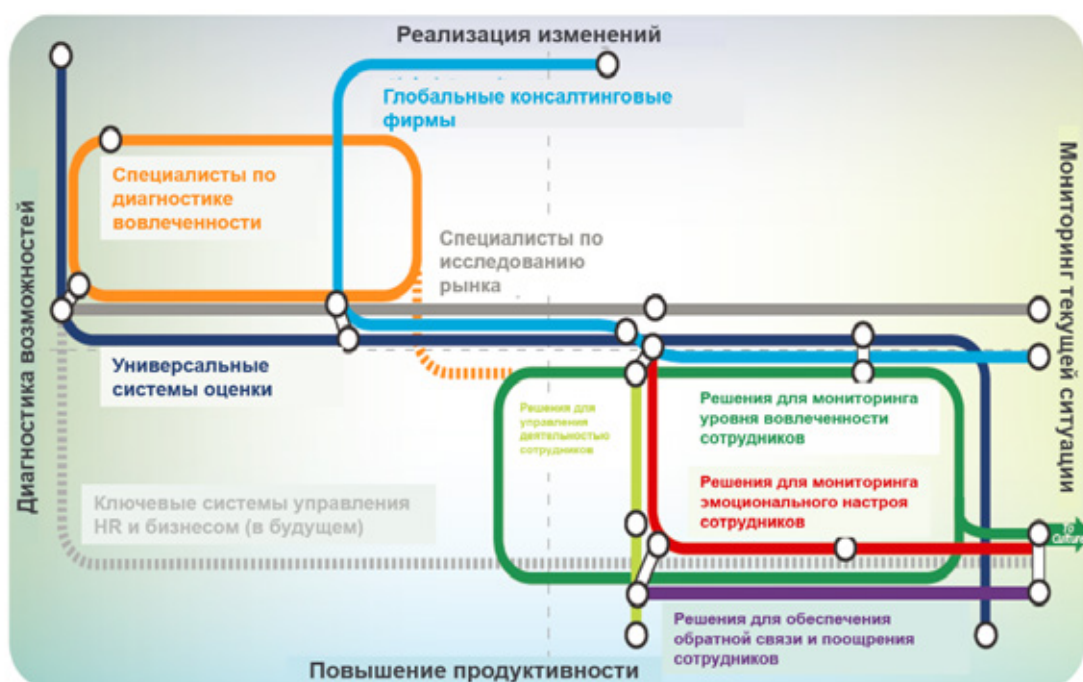 Реализация изменений
Глобальные консалтинговые
фирмы
Специалисты по
диагностике
вовлеченности
Специалисты по
исследованию
рынка
Диагностика возможностей
Мониторинг текущей ситуации
Универсальные
системы оценки
Решения для
управления
деятельностью
сотрудников
Решения для мониторинга
уровня вовлеченности
сотрудников
Решения для мониторинга
эмоционального настроя
сотрудников
Ключевые системы управления
HR и бизнесом (в будущем)
To
Culture
Решения для обеспечения
обратной связи и поощрения
сотрудников
Повышение продуктивности